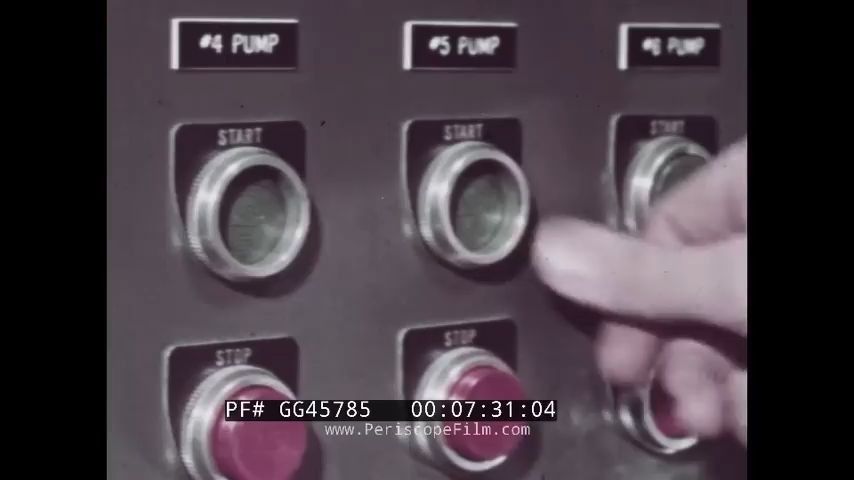 #4 PUMP
#5 PUMP
#6 PUMP
START
START
START
STOP
STOP
PF# GG45785 00:07:31:04
www.PeriscopeFilm.com